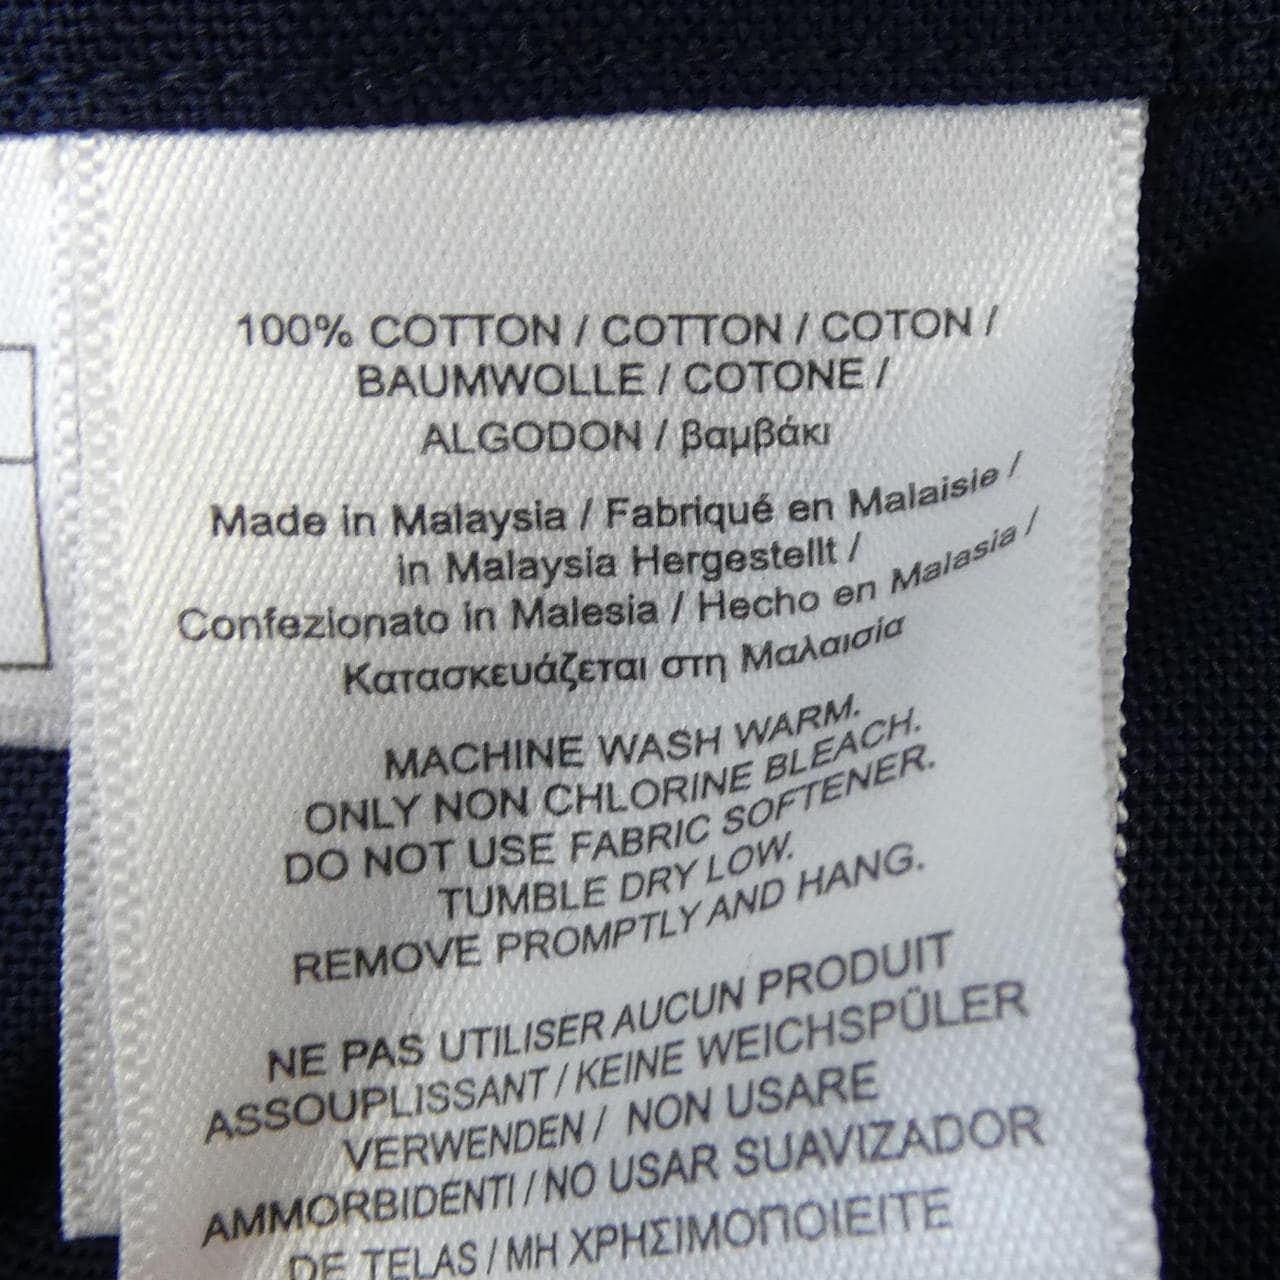 100% COTTON / COTTON / COTON /
BAUMWOLLE / COTONE /
ALGODON / βαμβάκι
Made in Malaysia / Fabriqué en Malaisie /
in Malaysia Hergestellt /
Confezionato in Malesia / Hecho en Malasia /
Κατασκευάζεται στη Μαλαισία
MACHINE WASH WARM.
ONLY NON CHLORINE BLEACH.
DO NOT USE FABRIC SOFTENER.
TUMBLE DRY LOW.
REMOVE PROMPTLY AND HANG.
NE PAS UTILISER AUCUN PRODUIT
ASSOUPLISSANT / KEINE WEICHSPÜLER
VERWENDEN / NON USARE
AMMORBIDENTI / NO USAR SUAVIZADOR
DE TELAS / ΜΗ ΧΡΗΣΙΜΟΠΟΙΕΙΤΕ